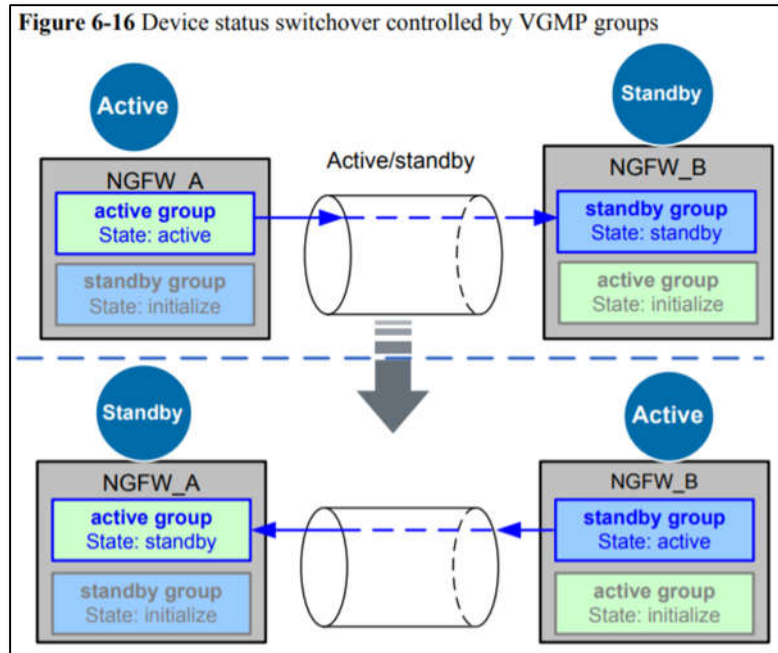 Figure 6-16 Device status switchover controlled by VGMP groups
Active
Standby
NGFW_A
active group
State: active
standby group
State: initialize
Active/standby
NGFW_B
standby group
State: standby
active group
State: initialize
Standby
Active
NGFW_A
active group
State: standby
standby group
State: initialize
NGFW_B
standby group
State: active
active group
State: initialize